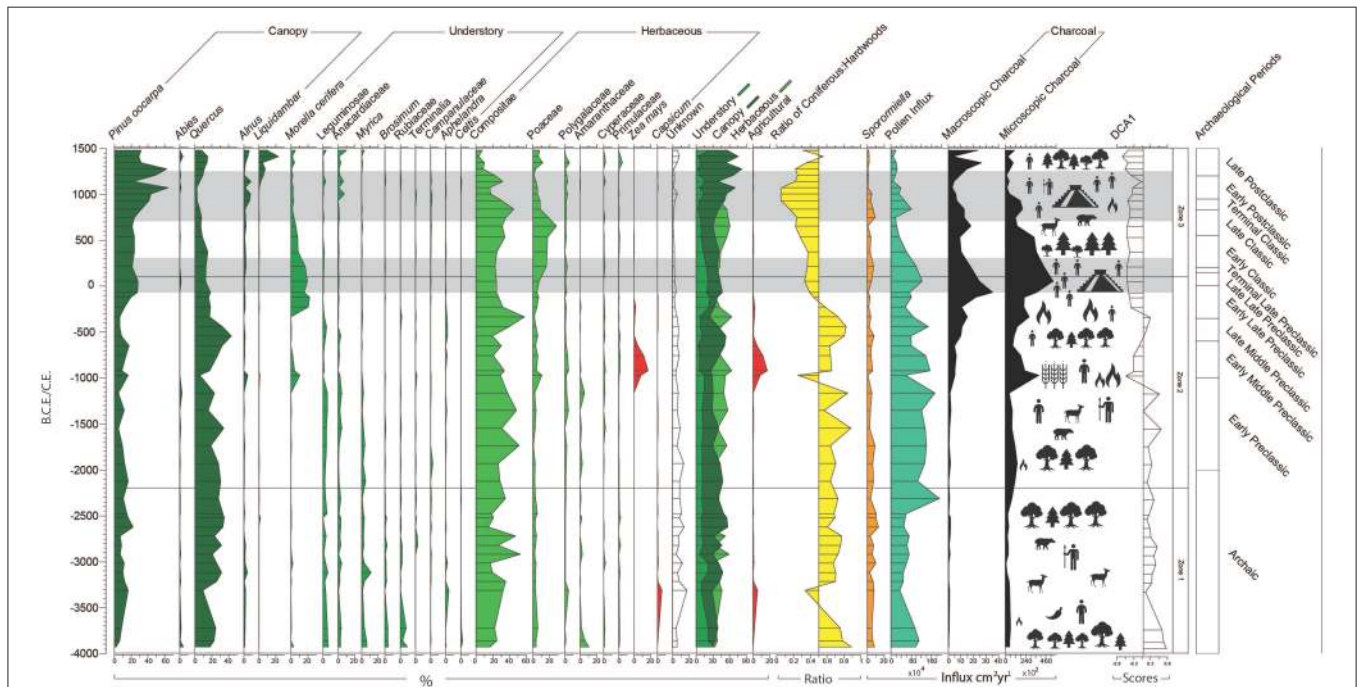 Canopy Understory Herbaceous Charcoal
Pinus oocarpa
Abies
Quercus
Alnus
Liquidambar
Morella cerifera
Leguminosae
Anacardiaceae
Myrica
Brosimum
Rubiaceae
Terminalia
Campanulaceae
Aphelandra
Celtis
Compositae
Poaceae
Polygalaceae
Amaranthaceae
Cyperaceae
Primulaceae
Zea mays
Capsicum
Unknown
Understory
Canopy
Herbaceous
Agricultural
Ratio of Coniferous:Hardwoods
Sporormiella
Pollen Influx
Macroscopic Charcoal
Microscopic Charcoal
DCA1
Archaeological Periods
B.C.E./C.E.
1500
1000
500
0
-500
-1000
-1500
-2000
-2500
-3000
-3500
-4000
Zone 3
Zone 2
Zone 1
Late Postclassic
Early Postclassic
Terminal Classic
Late Classic
Early Classic
Terminal Late Preclassic
Late Late Preclassic
Early Late Preclassic
Late Middle Preclassic
Early Middle Preclassic
Early Preclassic
Archaic
% Ratio Influx cm³yr¹ Scores